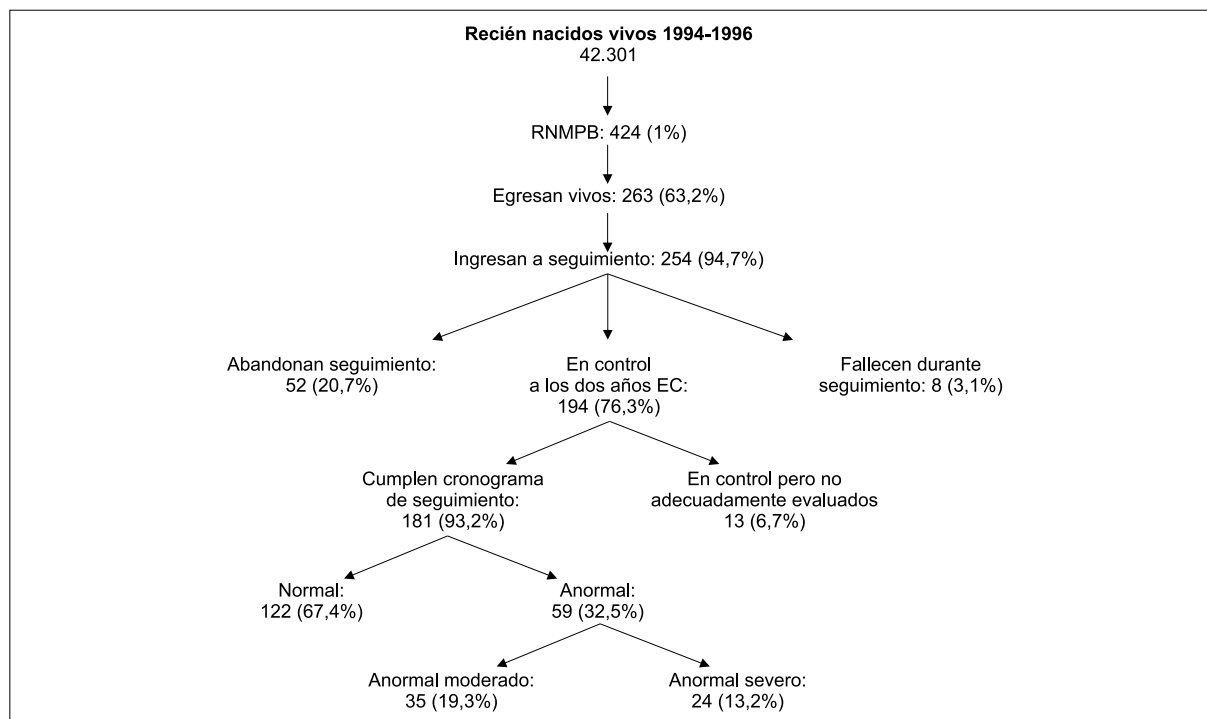 Recién nacidos vivos 1994-1996
42.301
RNMPB: 424 (1%)
Egresan vivos: 263 (63,2%)
Ingresan a seguimiento: 254 (94,7%)
Abandonan seguimiento:
52 (20,7%)
En control
a los dos años EC:
194 (76,3%)
Fallecen durante
seguimiento: 8 (3,1%)
Cumplen cronograma
de seguimiento:
181 (93,2%)
En control pero no
adecuadamente evaluados
13 (6,7%)
Normal:
122 (67,4%)
Anormal:
59 (32,5%)
Anormal moderado:
35 (19,3%)
Anormal severo:
24 (13,2%)